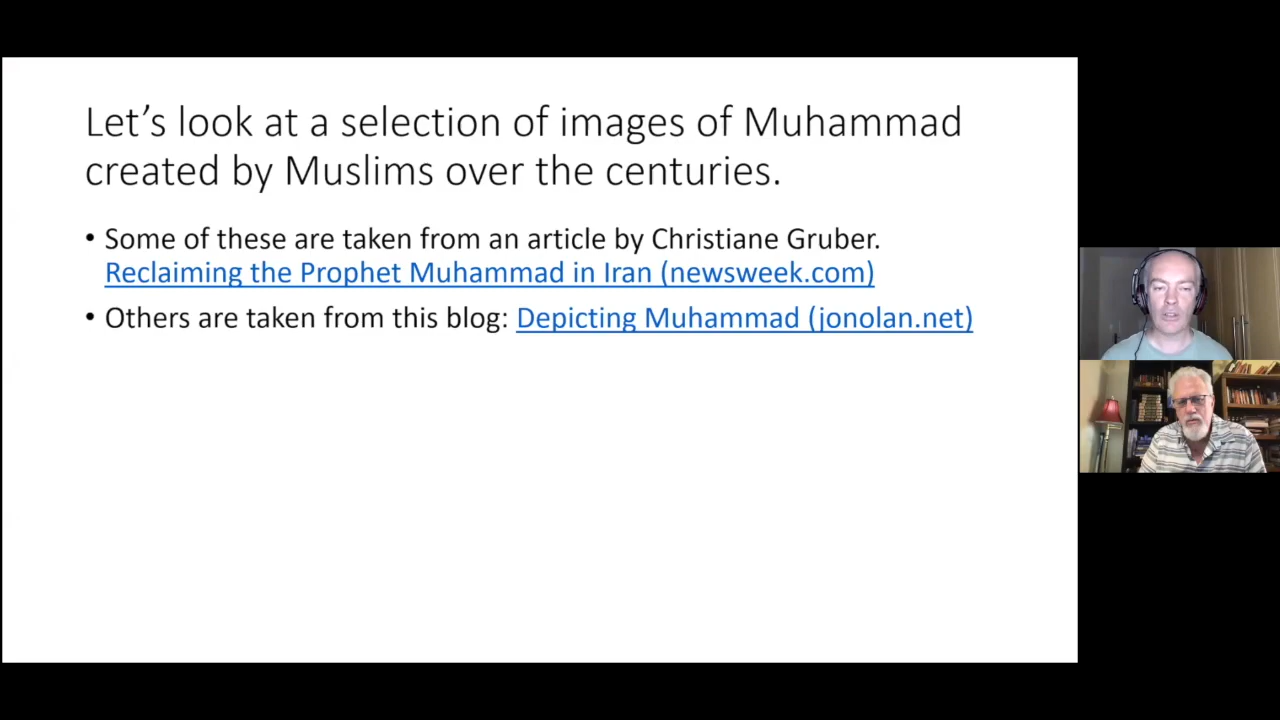 Let’s look at a selection of images of Muhammad
created by Muslims over the centuries.
• Some of these are taken from an article by Christiane Gruber.
Reclaiming the Prophet Muhammad in Iran (newsweek.com)
• Others are taken from this blog: Depicting Muhammad (jonolan.net)